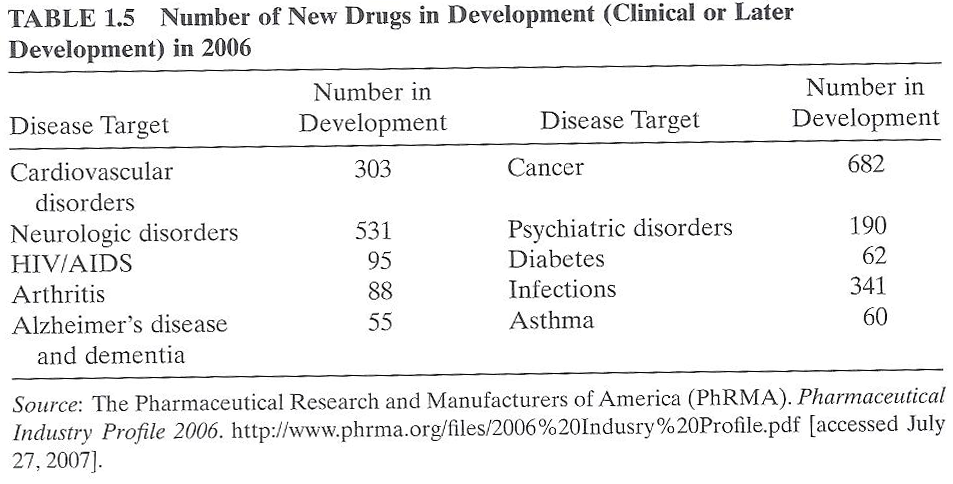 TABLE 1.5 Number of New Drugs in Development (Clinical or Later
Development) in 2006
Disease Target Number in Development Disease Target Number in Development
Cardiovascular disorders 303 Cancer 682
Neurologic disorders 531 Psychiatric disorders 190
HIV/AIDS 95 Diabetes 62
Arthritis 88 Infections 341
Alzheimer's disease and dementia 55 Asthma 60
Source: The Pharmaceutical Research and Manufacturers of America (PhRMA). Pharmaceutical
Industry Profile 2006. http://www.phrma.org/files/2006%20Indusry%20Profile.pdf [accessed July
27, 2007].